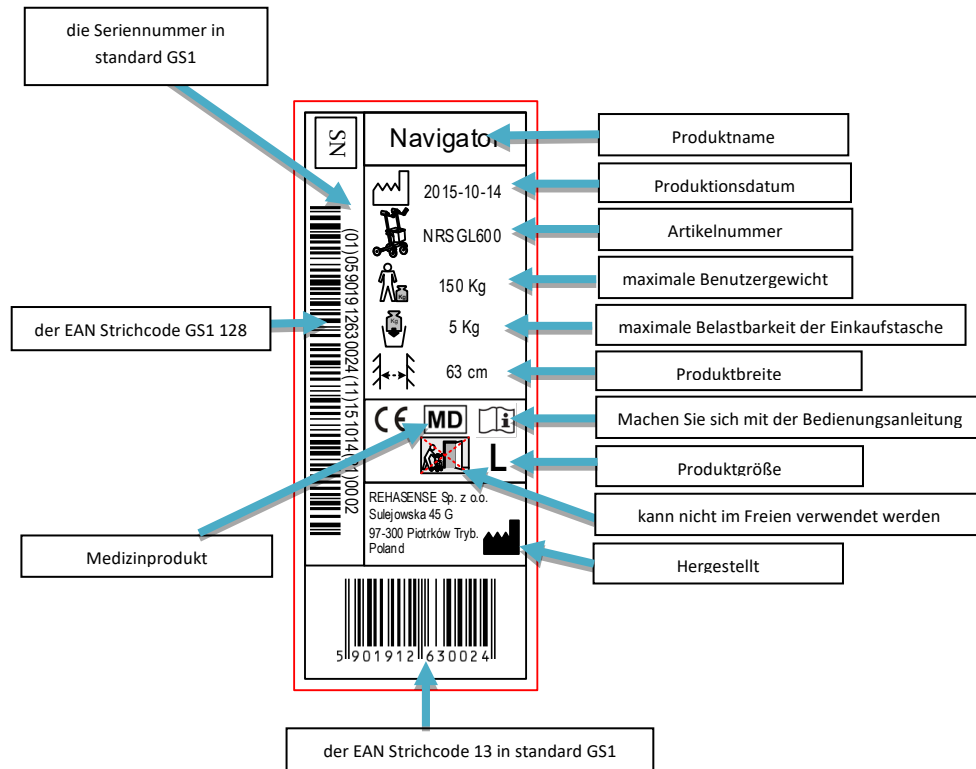 die Seriennummer in
standard GS1
SN
Navigator
Produktname
2015-10-14
Produktionsdatum
NRSGL600
Artikelnummer
150 Kg
maximale Benutzergewicht
5 Kg
maximale Belastbarkeit der Einkaufstasche
63 cm
Produktbreite
der EAN Strichcode GS1 128
(01)05901912630024(11)151014(21)0002
CE MD i
Machen Sie sich mit der Bedienungsanleitung
L
Produktgröße
kann nicht im Freien verwendet werden
REHASENSE Sp. z o.o.
Sulejowska 45 G
97-300 Piotrków Tryb.
Poland
Medizinprodukt
Hergestellt
5 901912 630024
der EAN Strichcode 13 in standard GS1